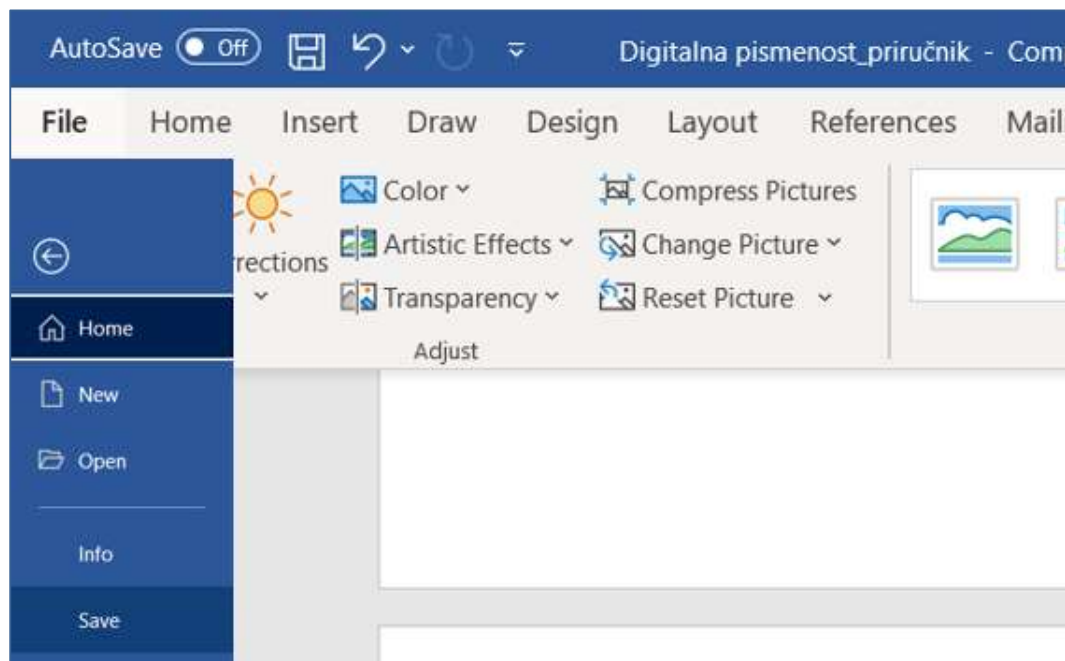 AutoSave Off Digitalna pismenost_priručnik - Com
File Home Insert Draw Design Layout References Mail
Color Compress Pictures
rrections Artistic Effects Change Picture
Transparency Reset Picture
Adjust
Home
New
Open
Info
Save